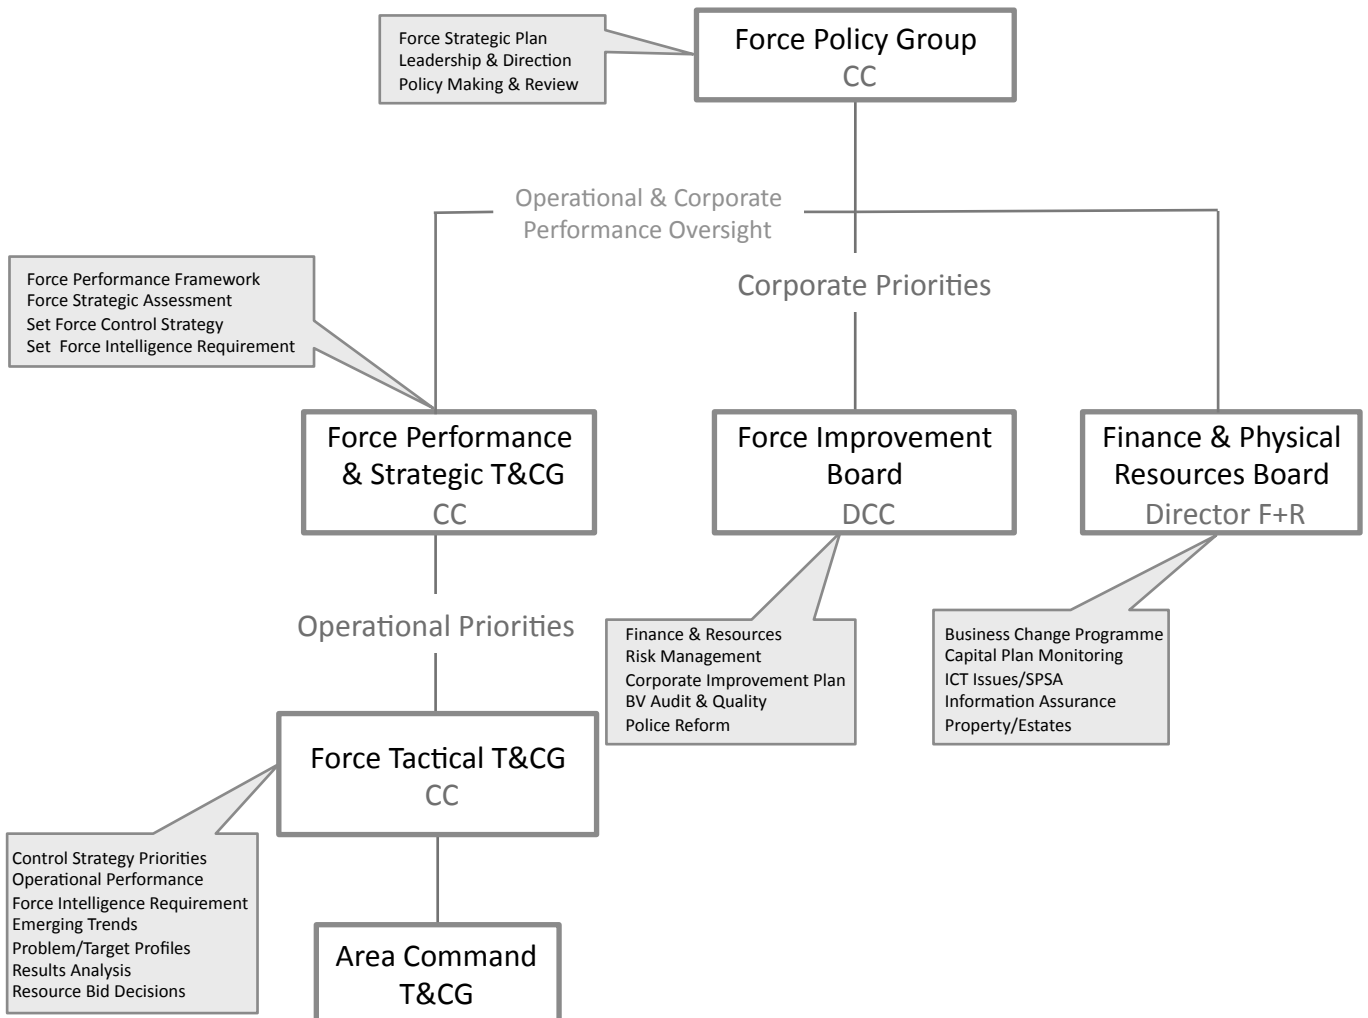 Force Strategic Plan
Leadership & Direction
Policy Making & Review
Force Policy Group
CC
Operational & Corporate
Performance Oversight
Force Performance Framework
Force Strategic Assessment
Set Force Control Strategy
Set  Force Intelligence Requirement
Corporate Priorities
Force Performance
& Strategic T&CG
CC
Force Improvement
Board
DCC
Finance & Physical
Resources Board
Director F+R
Operational Priorities
Finance & Resources
Risk Management
Corporate Improvement Plan
BV Audit & Quality
Police Reform
Business Change Programme
Capital Plan Monitoring
ICT Issues/SPSA
Information Assurance
Property/Estates
Force Tactical T&CG
CC
Control Strategy Priorities
Operational Performance
Force Intelligence Requirement
Emerging Trends
Problem/Target Profiles
Results Analysis
Resource Bid Decisions
Area Command
T&CG